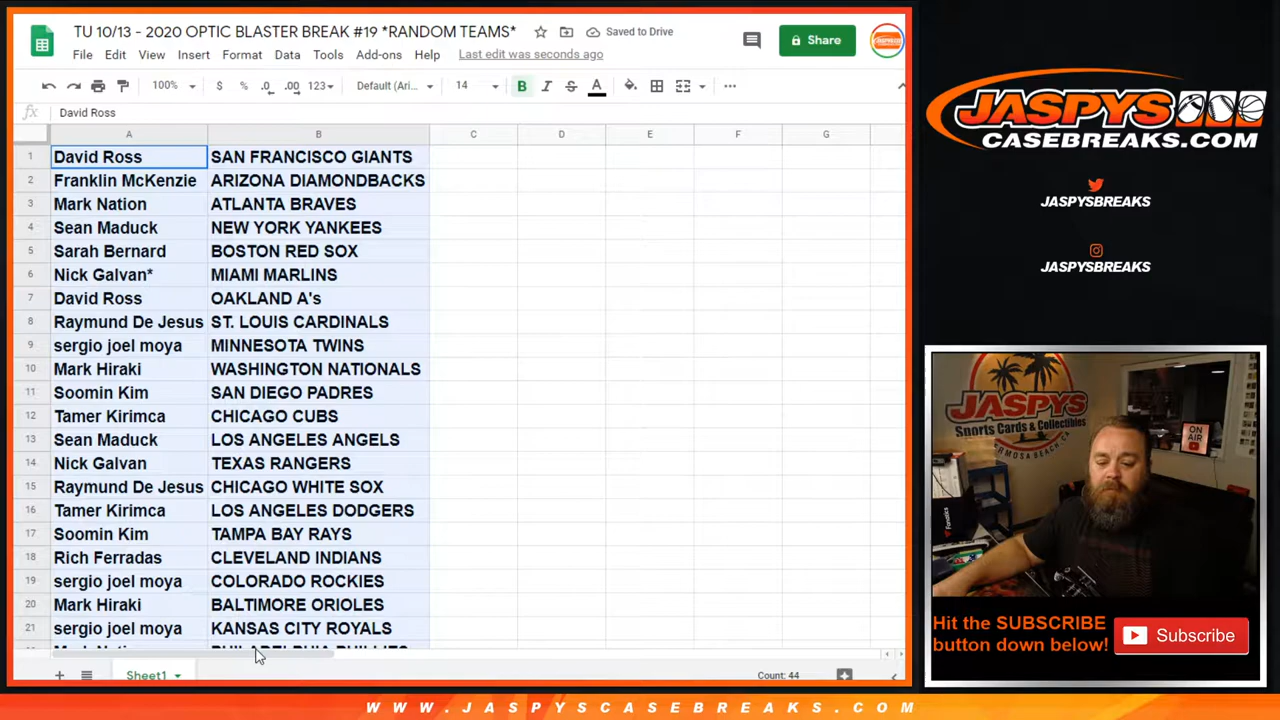 TU 10/13 - 2020 OPTIC BLASTER BREAK #19 *RANDOM TEAMS*
Saved to Drive
Share
File Edit View Insert Format Data Tools Add-ons Help Last edit was seconds ago
100% $ % .0 .00 123 Default (Ari... 14 B I S A
fx David Ross
A B C D E F G
1 David Ross SAN FRANCISCO GIANTS
2 Franklin McKenzie ARIZONA DIAMONDBACKS
3 Mark Nation ATLANTA BRAVES
4 Sean Maduck NEW YORK YANKEES
5 Sarah Bernard BOSTON RED SOX
6 Nick Galvan* MIAMI MARLINS
7 David Ross OAKLAND A's
8 Raymund De Jesus ST. LOUIS CARDINALS
9 sergio joel moya MINNESOTA TWINS
10 Mark Hiraki WASHINGTON NATIONALS
11 Soomin Kim SAN DIEGO PADRES
12 Tamer Kirimca CHICAGO CUBS
13 Sean Maduck LOS ANGELES ANGELS
14 Nick Galvan TEXAS RANGERS
15 Raymund De Jesus CHICAGO WHITE SOX
16 Tamer Kirimca LOS ANGELES DODGERS
17 Soomin Kim TAMPA BAY RAYS
18 Rich Ferradas CLEVELAND INDIANS
19 sergio joel moya COLORADO ROCKIES
20 Mark Hiraki BALTIMORE ORIOLES
21 sergio joel moya KANSAS CITY ROYALS
Mark Nation PHILADELPHIA PHILLIES
Sheet1
Count: 44
JASPYS
CASEBREAKS.COM
JASPYSBREAKS
JASPYSBREAKS
JASPYS
Sports Cards & Collectibles
HERMOSA BEACH, CA
ON
AIR
Fanatics
Hit the SUBSCRIBE
button down below!
Subscribe
WWW.JASPYSCASEBREAKS.COM